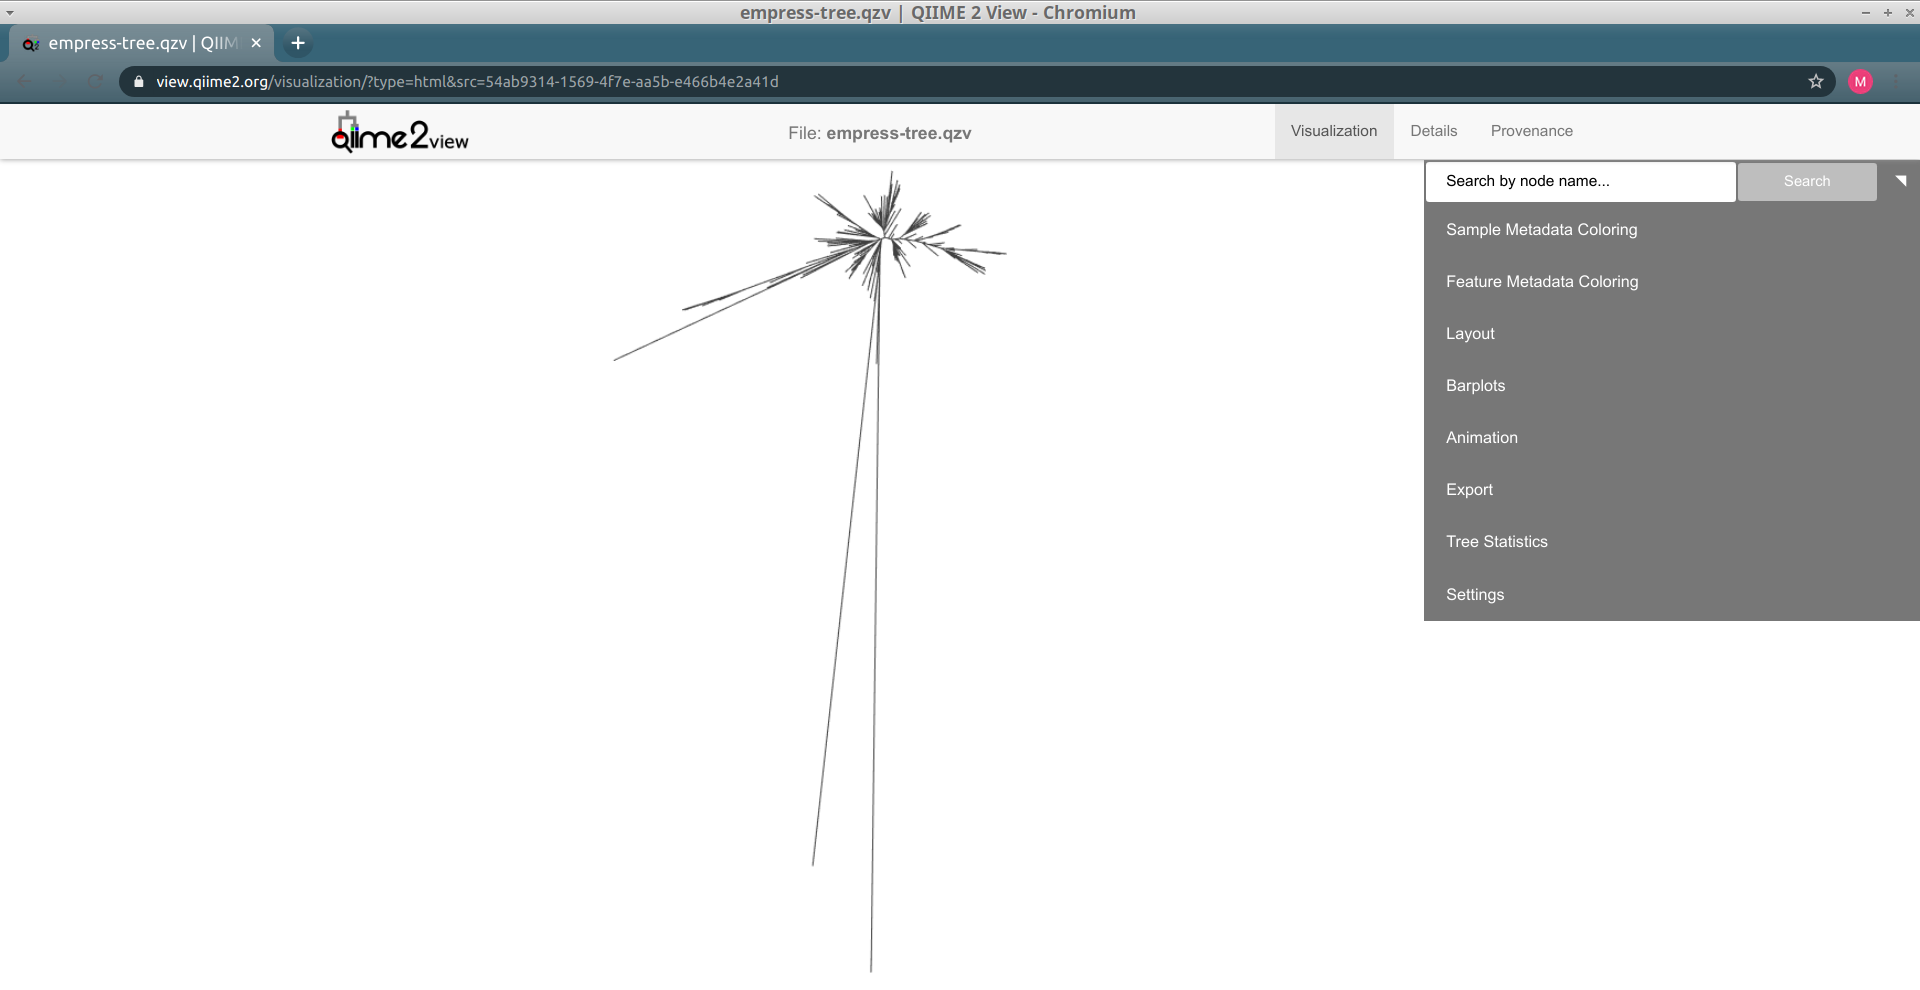 empress-tree.qzv | QIIME 2 View - Chromium
empress-tree.qzv | QIIM
view.qiime2.org/visualization/?type=html&src=54ab9314-1569-4f7e-aa5b-e466b4e2a41d
M
qiime2view
File: empress-tree.qzv
Visualization
Details
Provenance
Search by node name...
Search
Sample Metadata Coloring
Feature Metadata Coloring
Layout
Barplots
Animation
Export
Tree Statistics
Settings